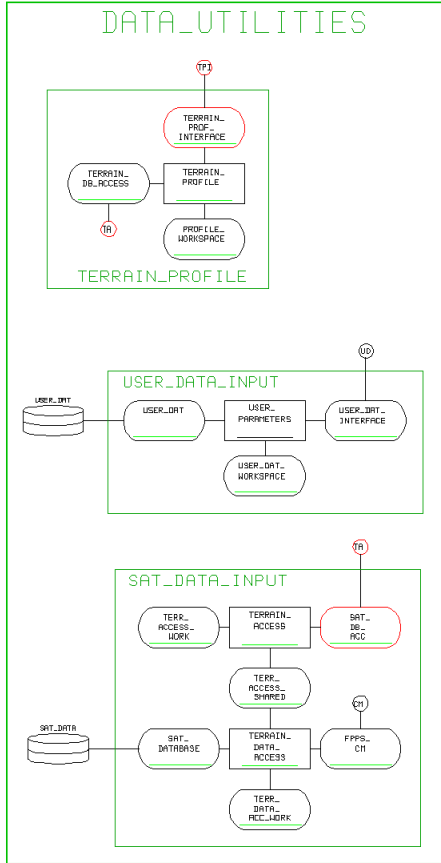 DATA_UTILITIES
TPI
TERRAIN_
PROF_
INTERFACE
TERRAIN_
DB_ACCESS
TERRAIN_
PROFILE
TA
PROFILE_
WORKSPACE
TERRAIN_PROFILE
UD
USER_DAT
USER_DATA_INPUT
USER_DAT
USER_
PARAMETERS
USER_DAT_
INTERFACE
USER_DAT_
WORKSPACE
TA
SAT_DATA_INPUT
TERR_
ACCESS_
WORK
TERRAIN_
ACCESS
SAT_
DB_
ACC
TERR_
ACCESS_
SHARED
CM
SAT_DATA
SAT_
DATABASE
TERRAIN_
DATA_
ACCESS
FPPS_
CM
TERR_
DATA_
ACC_WORK